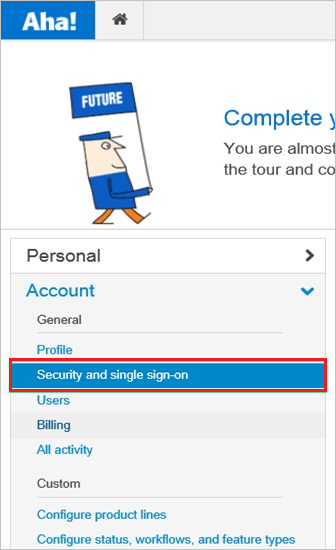 Aha!
FUTURE
Complete y
You are almost
the tour and co
Personal
Account
General
Profile
Security and single sign-on
Users
Billing
All activity
Custom
Configure product lines
Configure status, workflows, and feature types